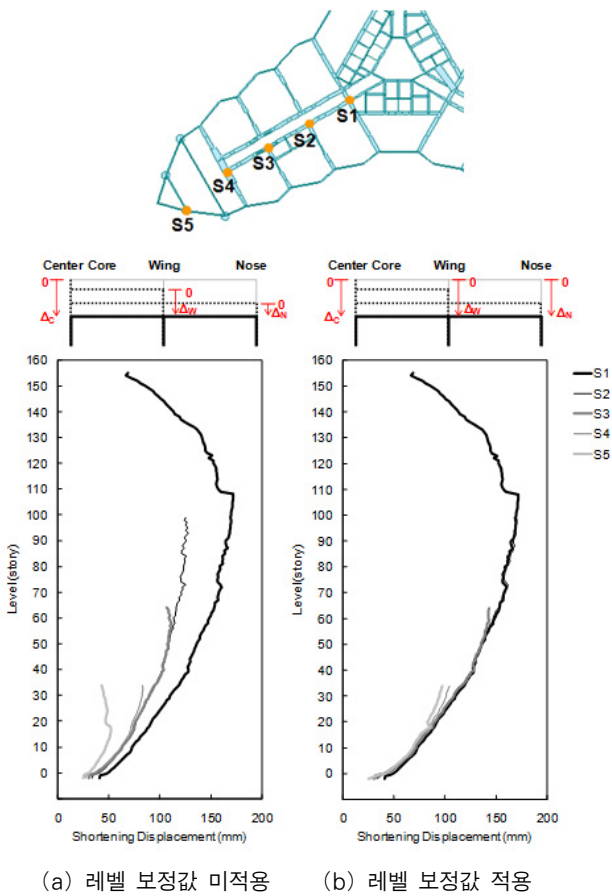 S1
S2
S3
S4
S5
Center Core Wing Nose
0 0 0
ΔC ΔW ΔN
Center Core Wing Nose
0 0 0
ΔC ΔW ΔN
160
150
140
130
120
110
100
90
80
70
60
50
40
30
20
10
0
Level(story)
0 50 100 150 200
Shortening Displacement (mm)
160
150
140
130
120
110
100
90
80
70
60
50
40
30
20
10
0
Level(story)
0 50 100 150 200
Shortening Displacement (mm)
S1
S2
S3
S4
S5
(a) 레벨 보정값 미적용
(b) 레벨 보정값 적용